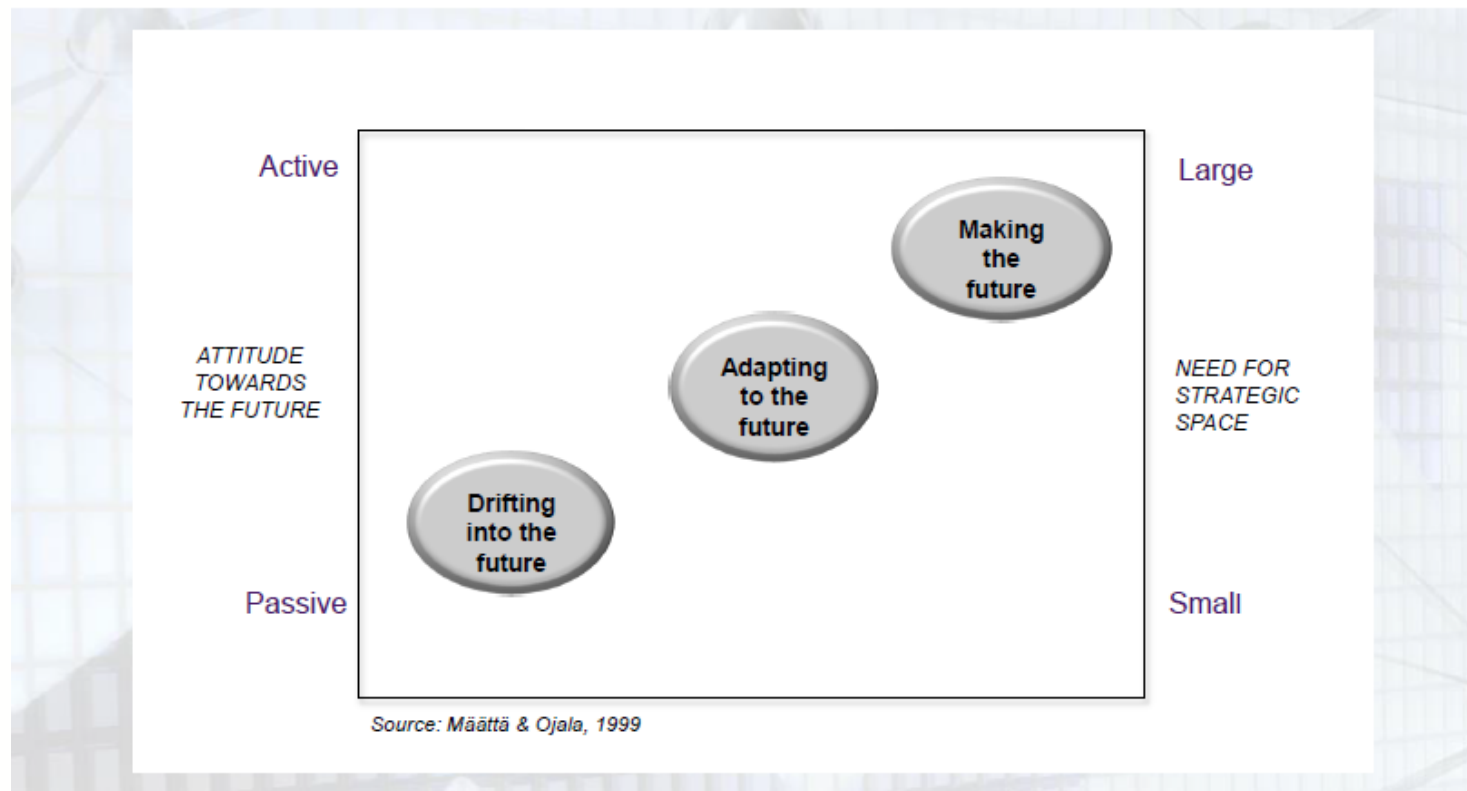 Active
Large
Making
the
future
ATTITUDE
TOWARDS
THE FUTURE
Adapting
to the
future
NEED FOR
STRATEGIC
SPACE
Drifting
into the
future
Passive
Small
Source: Määttä & Ojala, 1999